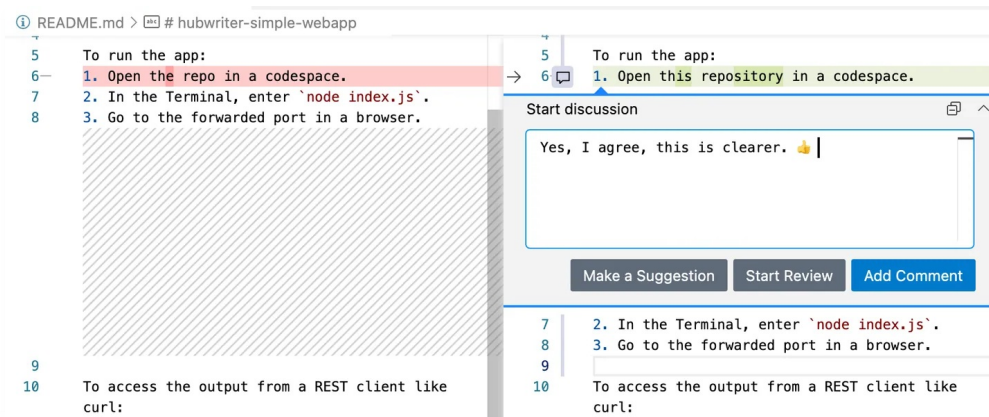 README.md > # hubwriter-simple-webapp
4
5 To run the app:
6— 1. Open the repo in a codespace.
7 2. In the Terminal, enter `node index.js`.
8 3. Go to the forwarded port in a browser.
9
10 To access the output from a REST client like
curl:
4
5 To run the app:
→ 6 1. Open this repository in a codespace.
Start discussion
Yes, I agree, this is clearer. 👍
Make a Suggestion Start Review Add Comment
7 2. In the Terminal, enter `node index.js`.
8 3. Go to the forwarded port in a browser.
9
10 To access the output from a REST client like
curl: